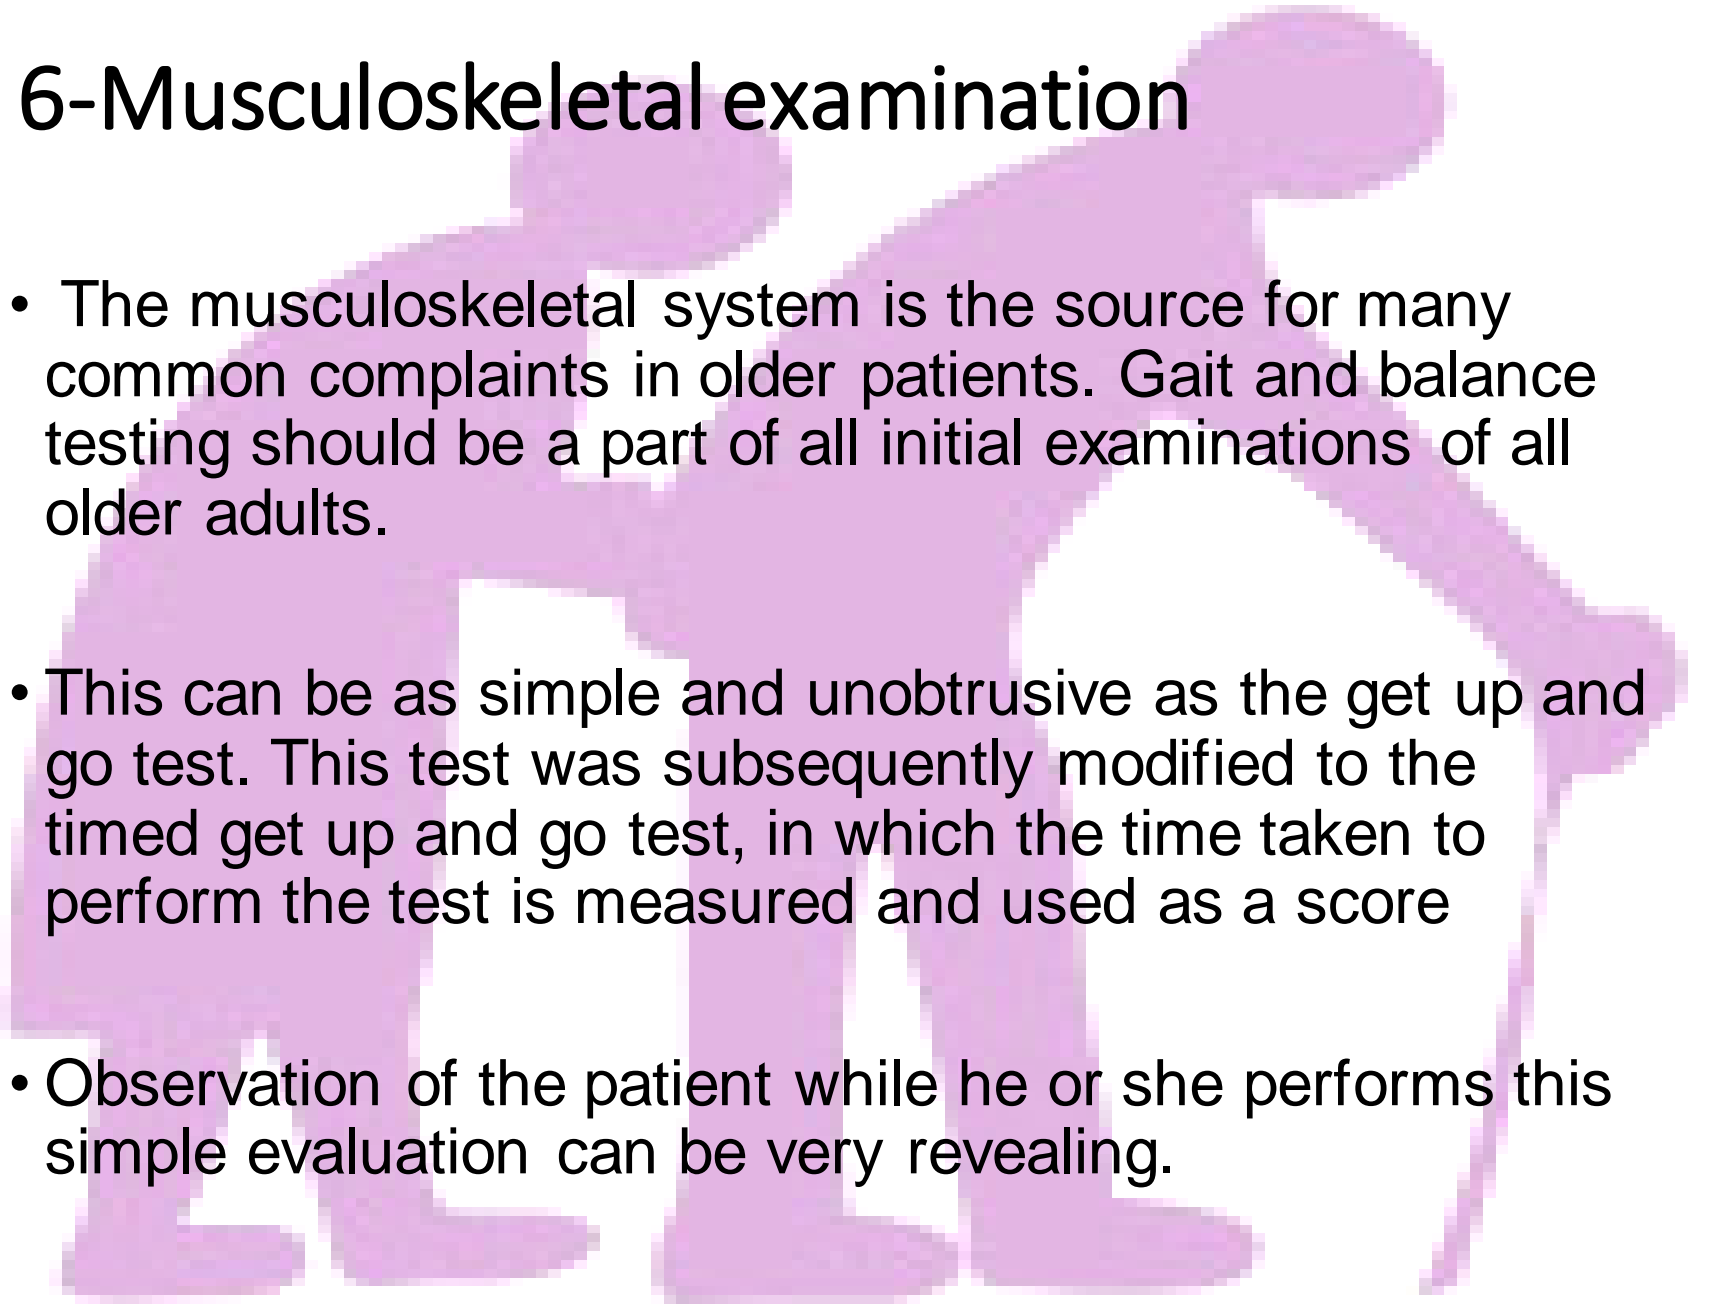 6-Musculoskeletal examination
• The musculoskeletal system is the source for many
common complaints in older patients. Gait and balance
testing should be a part of all initial examinations of all
older adults.
• This can be as simple and unobtrusive as the get up and
go test. This test was subsequently modified to the
timed get up and go test, in which the time taken to
perform the test is measured and used as a score
• Observation of the patient while he or she performs this
simple evaluation can be very revealing.